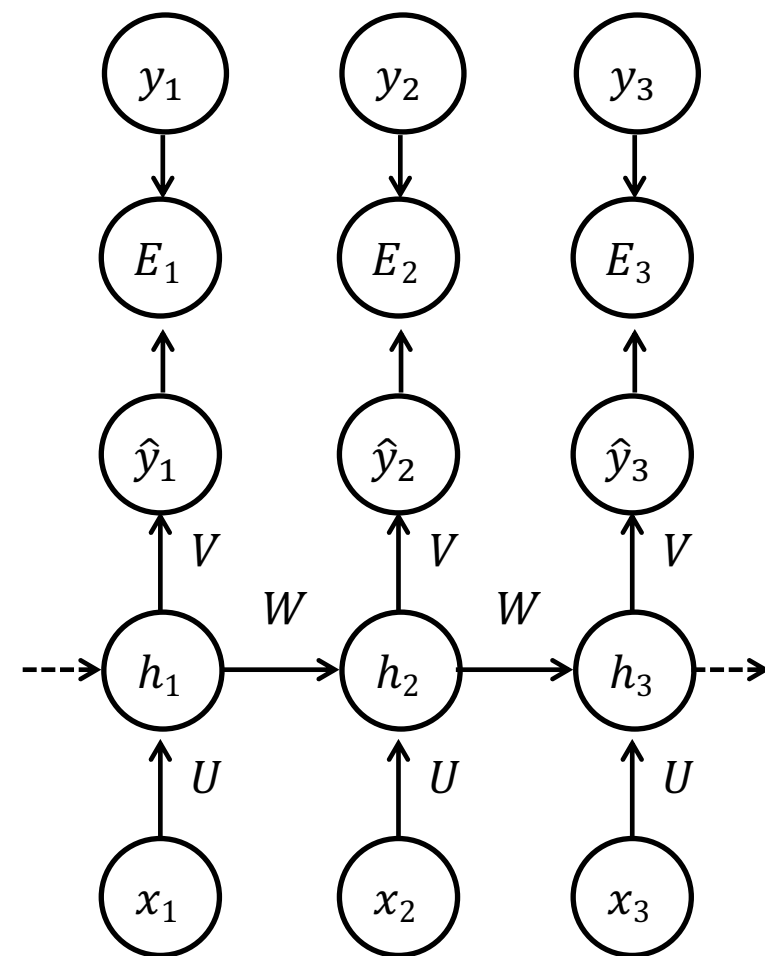 y₁ y₂ y₃
E₁ E₂ E₃
ŷ₁ ŷ₂ ŷ₃
V V V
W W
h₁ h₂ h₃
U U U
x₁ x₂ x₃